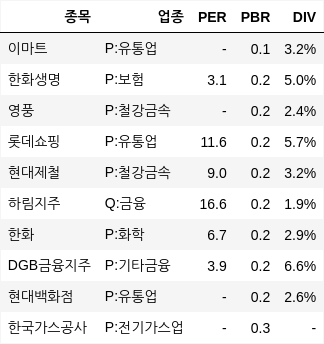 종목 업종 PER PBR DIV
이마트 P:유통업 - 0.1 3.2%
한화생명 P:보험 3.1 0.2 5.0%
영풍 P:철강금속 - 0.2 2.4%
롯데쇼핑 P:유통업 11.6 0.2 5.7%
현대제철 P:철강금속 9.0 0.2 3.2%
하림지주 Q:금융 16.6 0.2 1.9%
한화 P:화학 6.7 0.2 2.9%
DGB금융지주 P:기타금융 3.9 0.2 6.6%
현대백화점 P:유통업 - 0.2 2.6%
한국가스공사 P:전기가스업 - 0.3 -